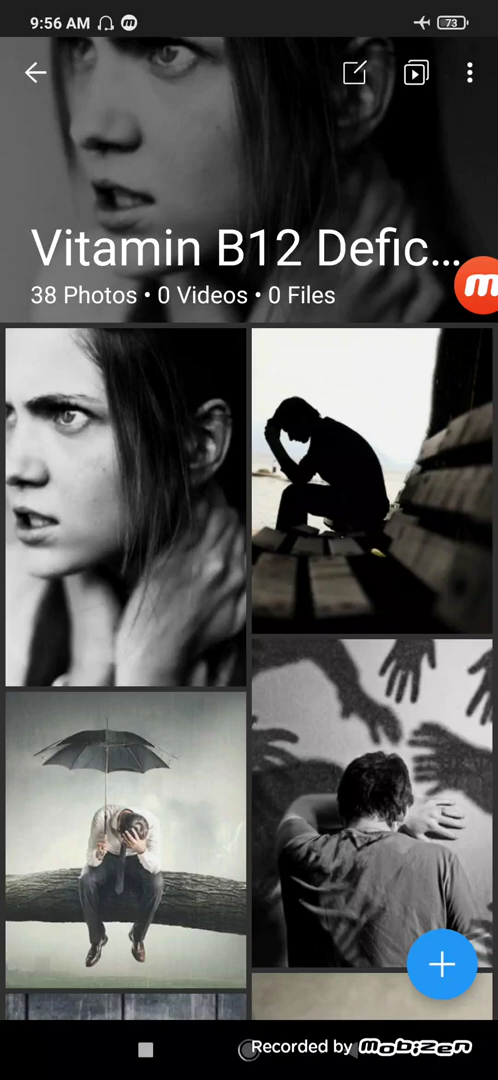 9:56 AM
73
Vitamin B12 Defic...
38 Photos • 0 Videos • 0 Files
m
Recorded by mobizen